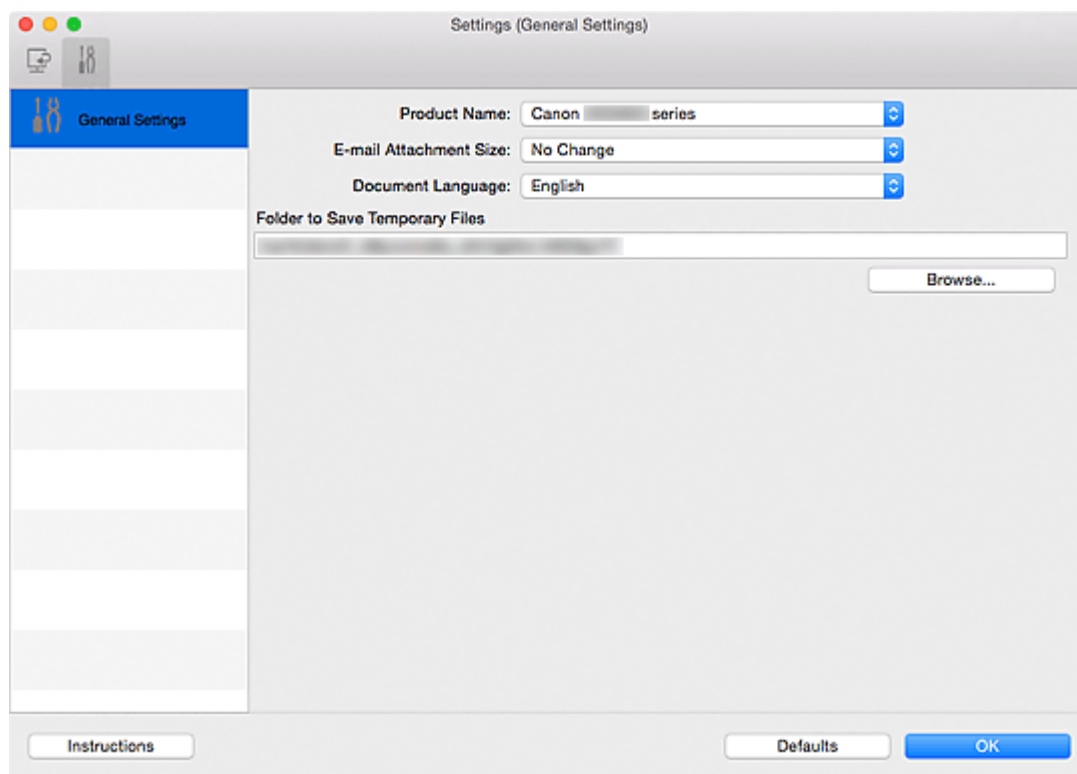 Settings (General Settings)
General Settings
Product Name: Canon series
E-mail Attachment Size: No Change
Document Language: English
Folder to Save Temporary Files
Browse...
Instructions Defaults OK